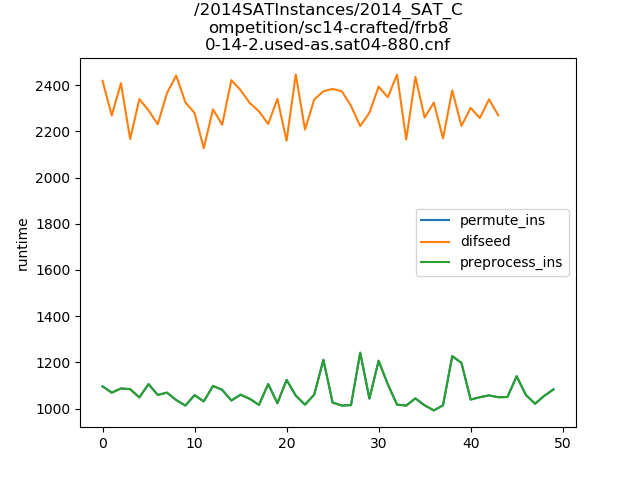 /2014SATInstances/2014_SAT_C
ompetition/sc14-crafted/frb8
0-14-2.used-as.sat04-880.cnf
2400
2200
2000
1800
1600
1400
1200
1000
runtime
permute_ins
difseed
preprocess_ins
0 10 20 30 40 50